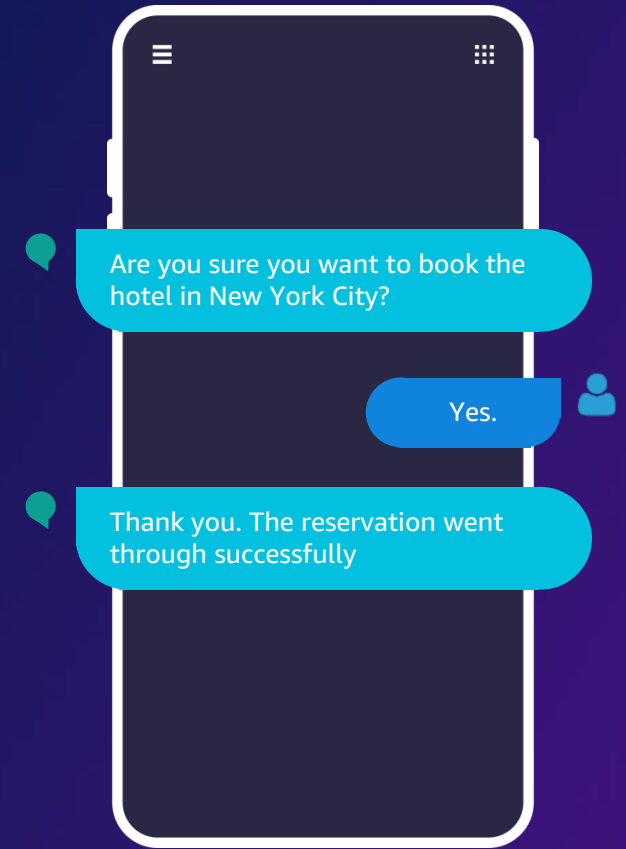 Are you sure you want to book the
hotel in New York City?
Yes.
Thank you. The reservation went
through successfully